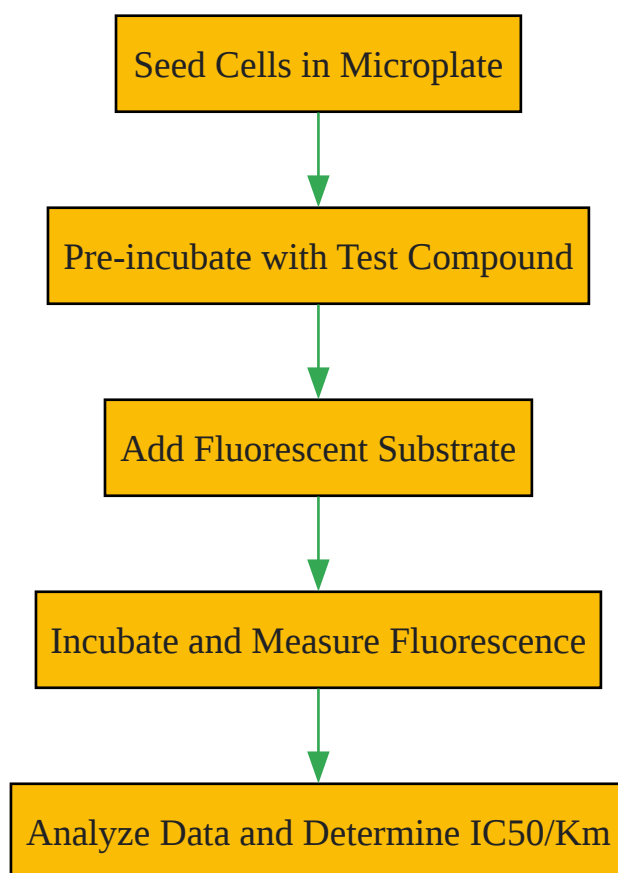 Seed Cells in Microplate
Pre-incubate with Test Compound
Add Fluorescent Substrate
Incubate and Measure Fluorescence
Analyze Data and Determine IC50/Km